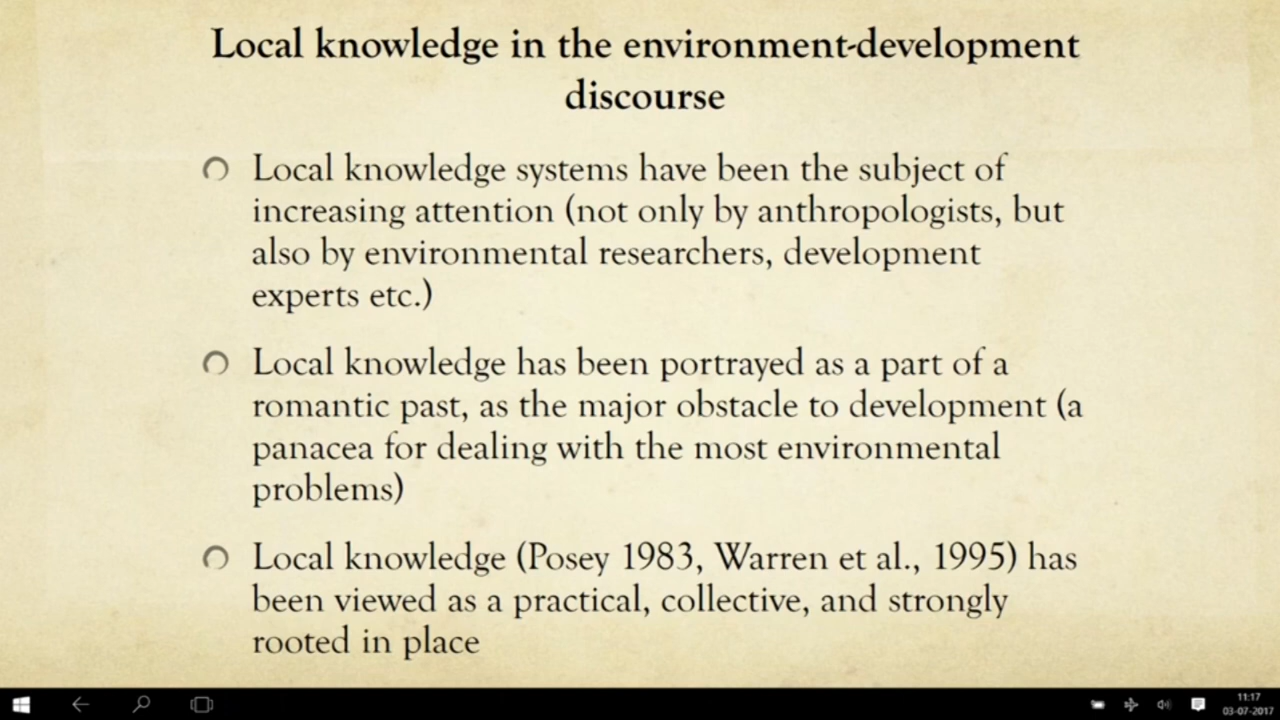 Local knowledge in the environment-development
discourse
Local knowledge systems have been the subject of
increasing attention (not only by anthropologists, but
also by environmental researchers, development
experts etc.)
Local knowledge has been portrayed as a part of a
romantic past, as the major obstacle to development (a
panacea for dealing with the most environmental
problems)
Local knowledge (Posey 1983, Warren et al., 1995) has
been viewed as a practical, collective, and strongly
rooted in place
11:17
03-07-2017